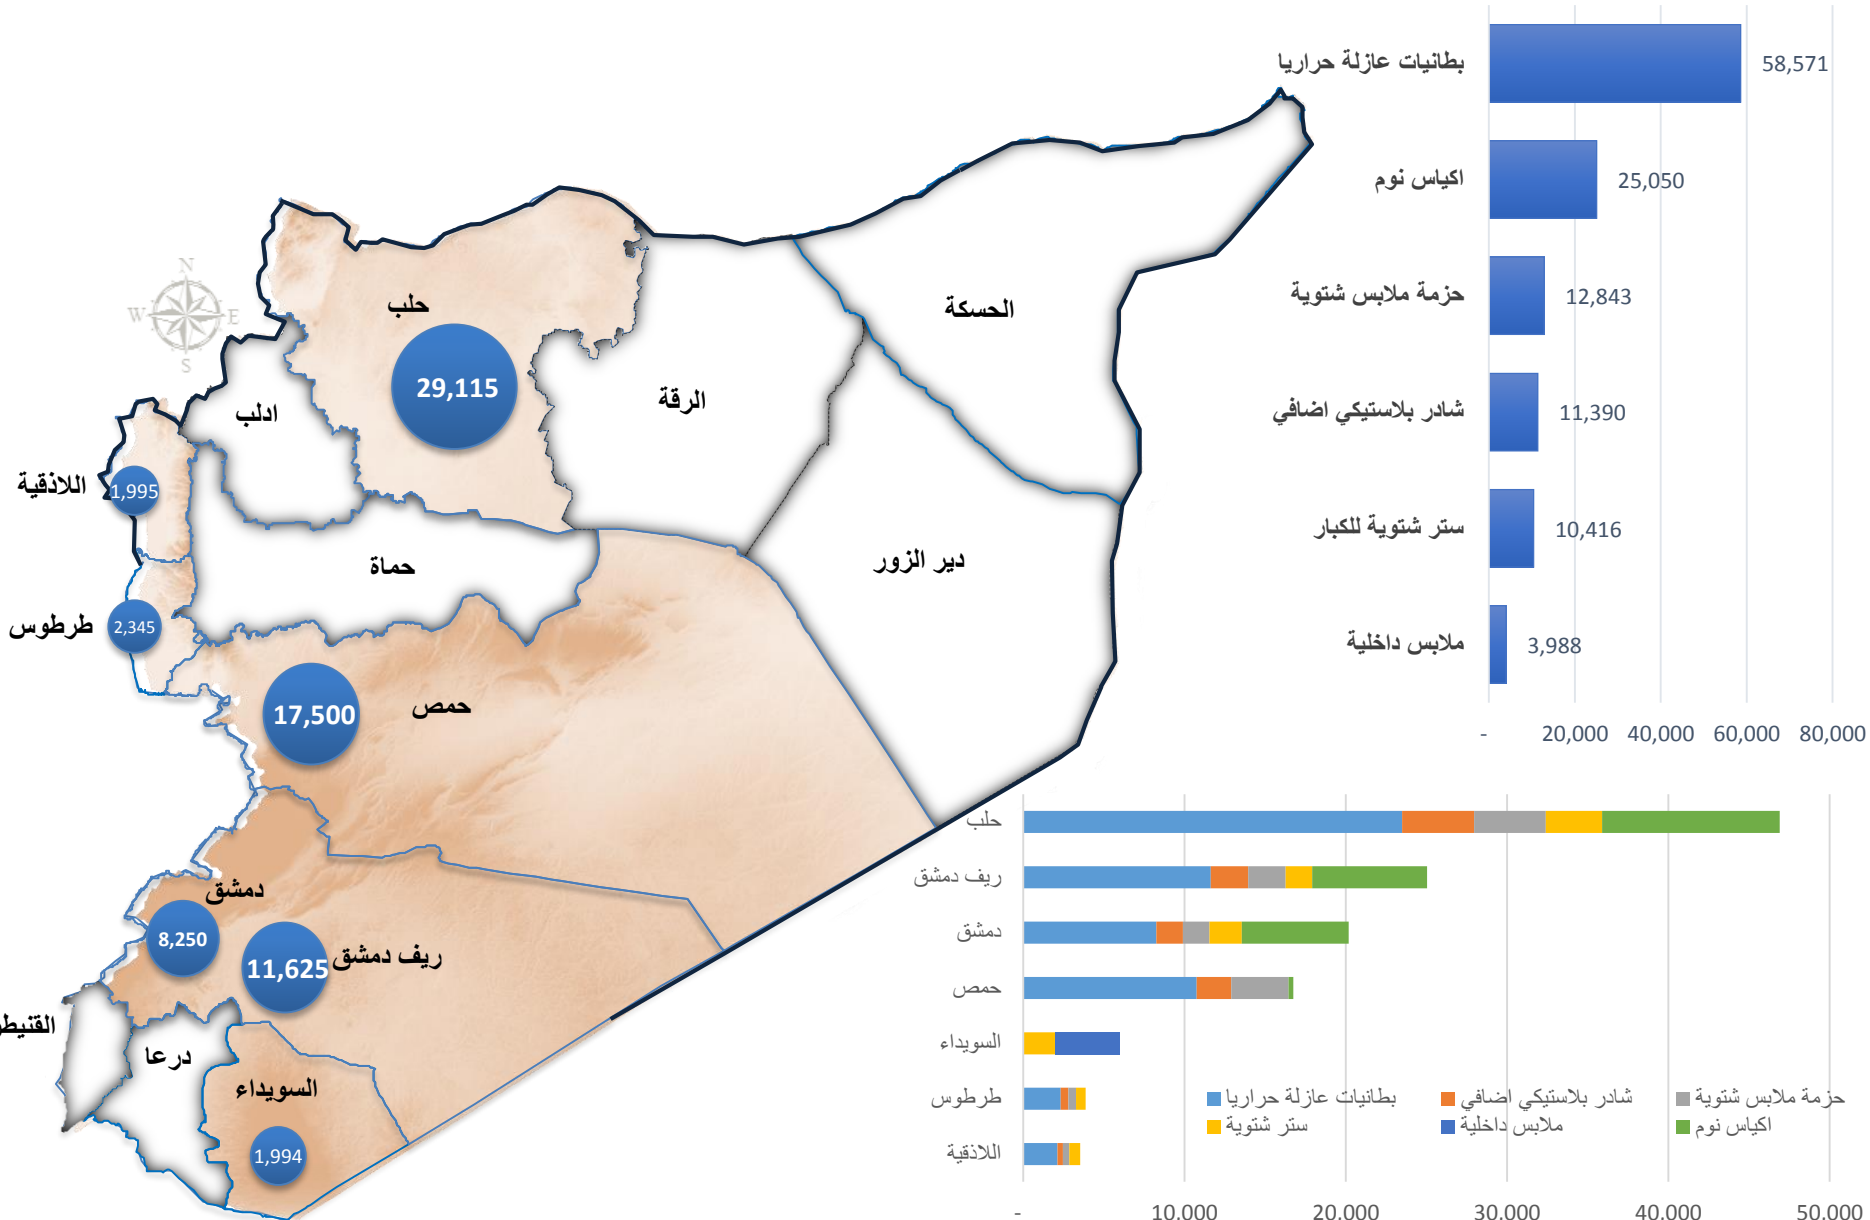 بطانيات عازلة حراريا
58,571
اكياس نوم
25,050
حزمة ملابس شتوية
12,843
شادر بلاستيكي اضافي
11,390
ستر شتوية للكبار
10,416
ملابس داخلية
3,988
-
20,000
40,000
60,000
80,000
N
W
E
S
حلب
29,115
الحسكة
الرقة
ادلب
اللاذقية
1,995
حماة
دير الزور
طرطوس
2,345
حمص
17,500
دمشق
8,250
ريف دمشق
11,625
درعا
السويداء
1,994
حلب
ريف دمشق
دمشق
حمص
السويداء
طرطوس
اللاذقية
بطانيات عازلة حراريا
شادر بلاستيكي اضافي
حزمة ملابس شتوية
ستر شتوية
ملابس داخلية
اكياس نوم
-
10,000
20,000
30,000
40,000
50,000